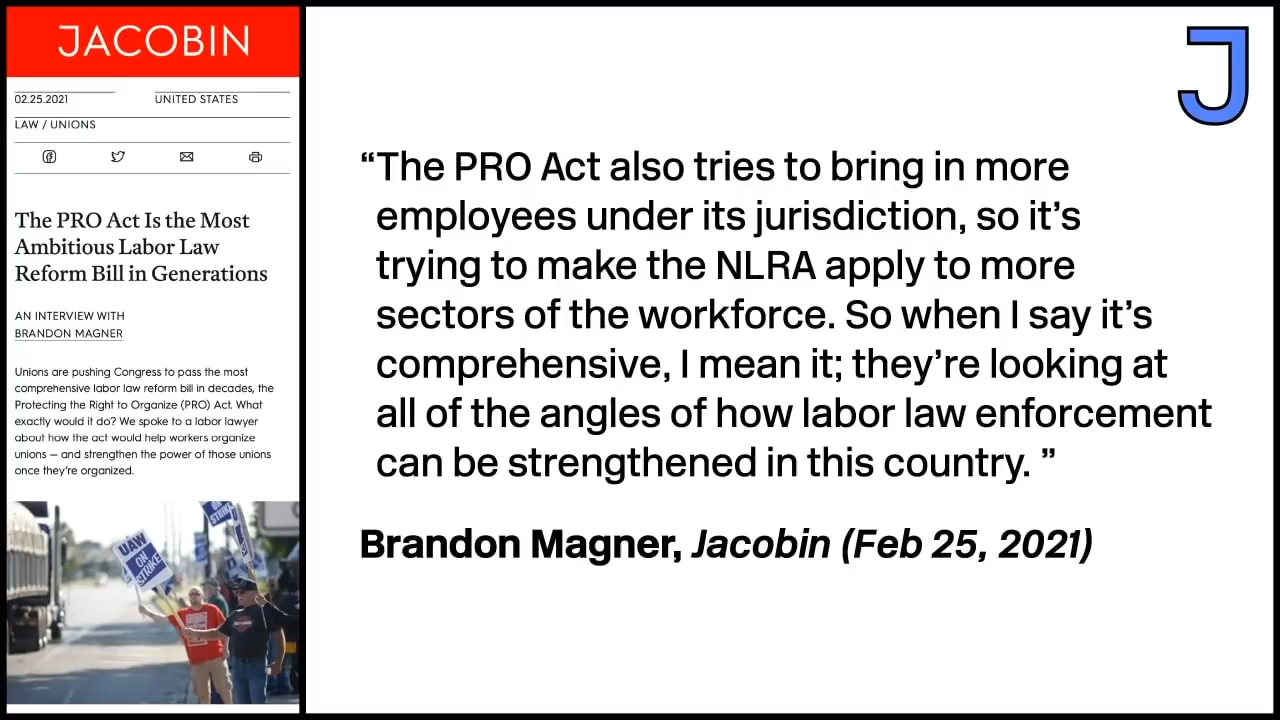 JACOBIN
02.25.2021
UNITED STATES
LAW / UNIONS
The PRO Act Is the Most
Ambitious Labor Law
Reform Bill in Generations
AN INTERVIEW WITH
BRANDON MAGNER
Unions are pushing Congress to pass the most
comprehensive labor law reform bill in decades, the
Protecting the Right to Organize (PRO) Act. What
exactly would it do? We spoke to a labor lawyer
about how the act would help workers organize
unions — and strengthen the power of those unions
once they're organized.
UAW
ON
STRIKE
ON
STRIKE
J
“The PRO Act also tries to bring in more
employees under its jurisdiction, so it’s
trying to make the NLRA apply to more
sectors of the workforce. So when I say it’s
comprehensive, I mean it; they’re looking at
all of the angles of how labor law enforcement
can be strengthened in this country. ”
Brandon Magner, Jacobin (Feb 25, 2021)